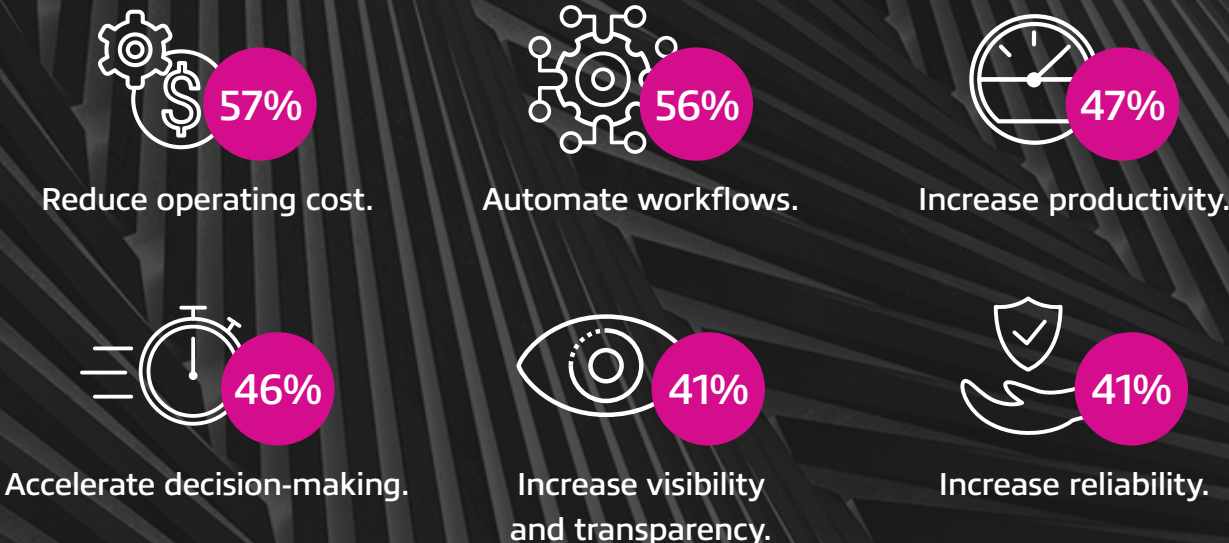 57%
56%
47%
Reduce operating cost.
Automate workflows.
Increase productivity.
46%
41%
41%
Accelerate decision-making.
Increase visibility
and transparency.
Increase reliability.